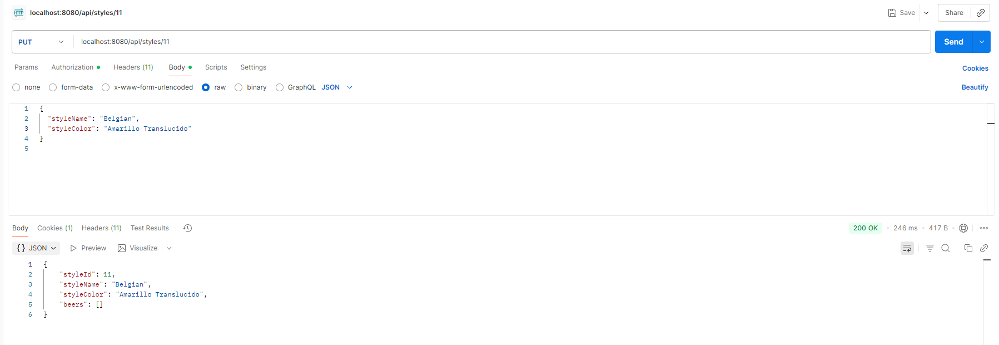 HTTP localhost:8080/api/styles/11 Save Share
PUT localhost:8080/api/styles/11 Send
Params Authorization Headers (11) Body Scripts Settings Cookies
none form-data x-www-form-urlencoded raw binary GraphQL JSON Beautify
1 {
2 "styleName": "Belgian",
3 "styleColor": "Amarillo Translucido"
4 }
5
Body Cookies (1) Headers (11) Test Results 200 OK • 246 ms • 417 B •
{} JSON Preview Visualize
1 {
2 "styleId": 11,
3 "styleName": "Belgian",
4 "styleColor": "Amarillo Translucido",
5 "beers": []
6 }